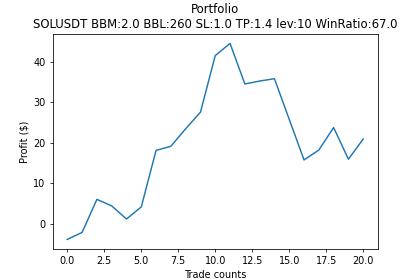 Portfolio
SOLUSDT BBM:2.0 BBL:260 SL:1.0 TP:1.4 lev:10 WinRatio:67.0
40
30
20
10
0
Profit ($)
0.0 2.5 5.0 7.5 10.0 12.5 15.0 17.5 20.0
Trade counts